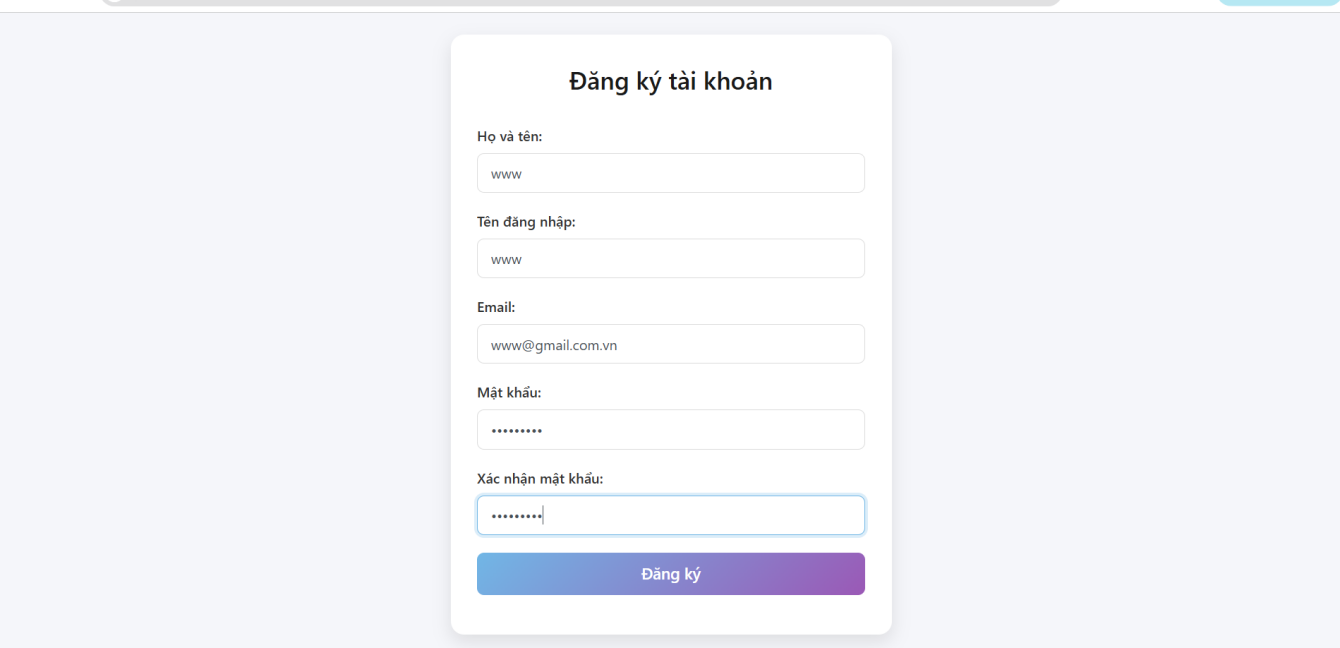 Đăng ký tài khoản
Họ và tên:
www
Tên đăng nhập:
www
Email:
www@gmail.com.vn
Mật khẩu:
•••••••••
Xác nhận mật khẩu:
•••••••••
Đăng ký